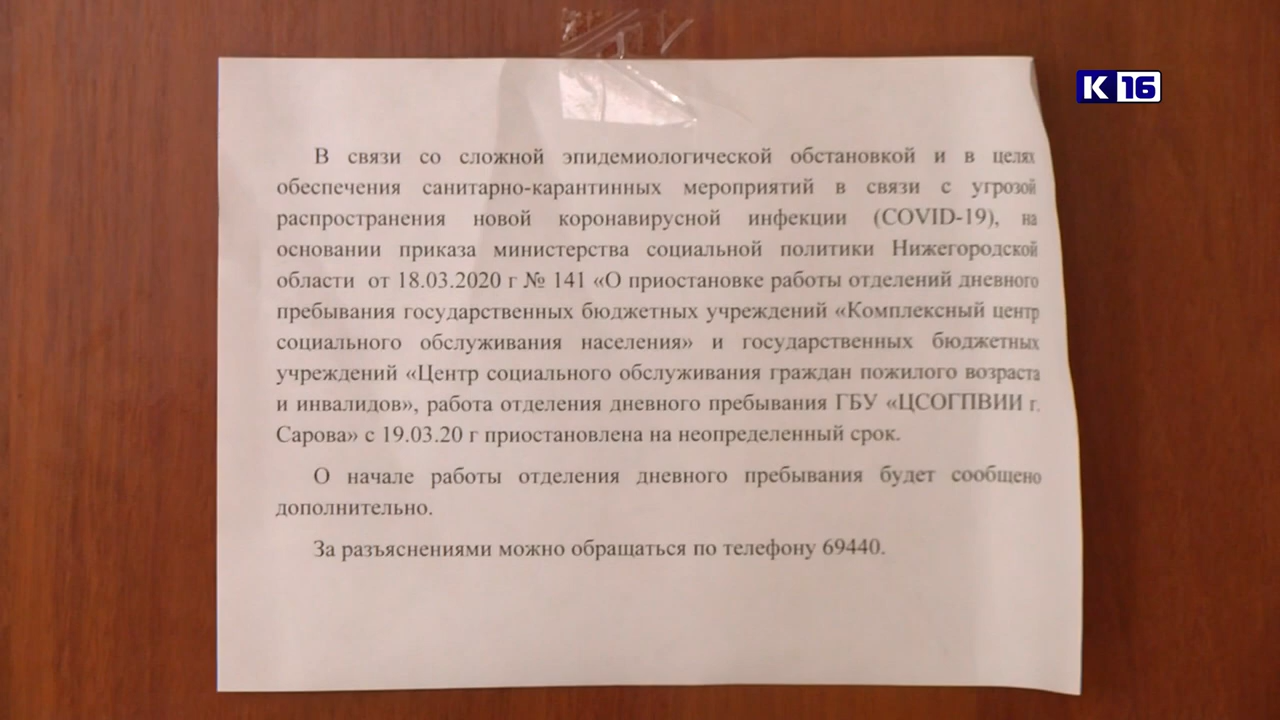 К 16
В связи со сложной эпидемиологической обстановкой и в целях
обеспечения санитарно-карантинных мероприятий в связи с угрозой
распространения новой коронавирусной инфекции (COVID-19), на
основании приказа министерства социальной политики Нижегородской
области от 18.03.2020 г № 141 «О приостановке работы отделений дневного
пребывания государственных бюджетных учреждений «Комплексный центр
социального обслуживания населения» и государственных бюджетных
учреждений «Центр социального обслуживания граждан пожилого возраста
и инвалидов», работа отделения дневного пребывания ГБУ «ЦСОГПВИИ г.
Сарова» с 19.03.20 г приостановлена на неопределенный срок.
О начале работы отделения дневного пребывания будет сообщено
дополнительно.
За разъяснениями можно обращаться по телефону 69440.